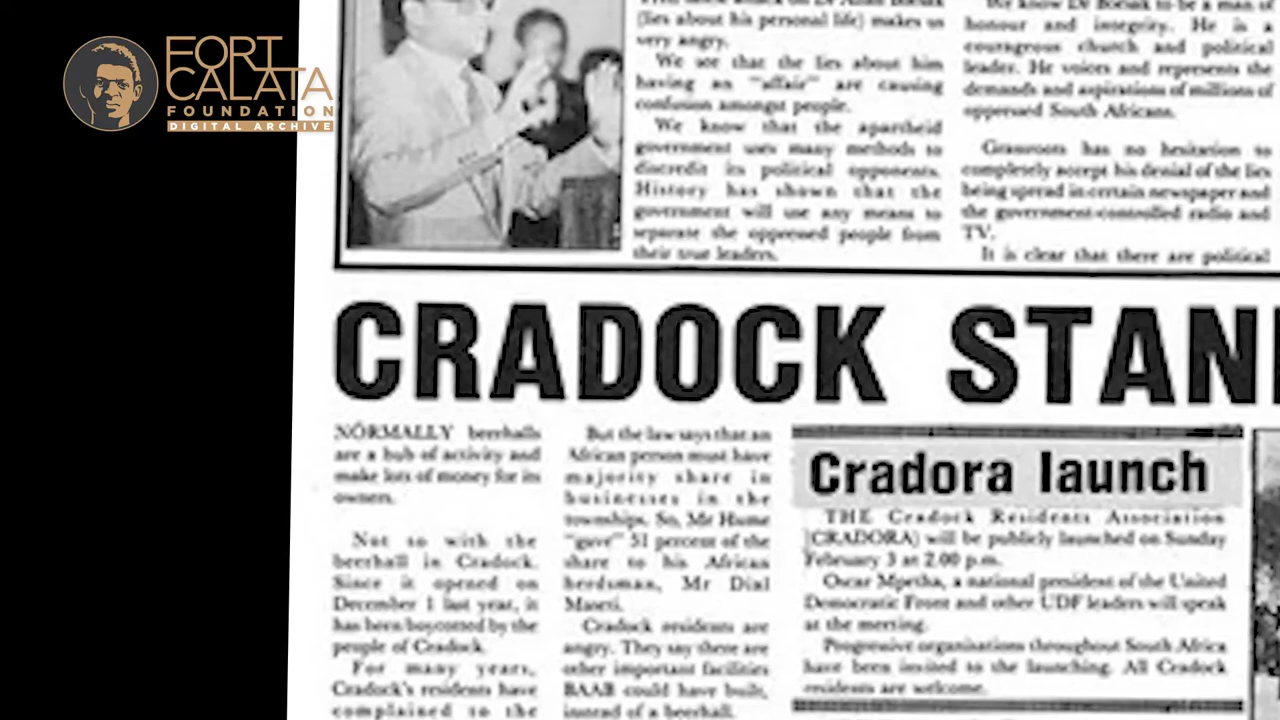 FORT
CALATA
FOUNDATION
DIGITAL ARCHIVE
(lies about his personal life) makes us
very angry.
We see that the lies about him
having an "affair" are causing
confusion amongst people.
We know that the apartheid
government uses many methods to
discredit its political opponents.
History has shown that the
government will use any means to
separate the oppressed people from
their true leaders.
We know Dr Boesak to be a man of
honour and integrity. He is a
courageous church and political
leader. He voices and represents the
demands and aspirations of millions of
oppressed South Africans.
Grassroots has no hesitation to
completely accept his denial of the lies
being spread in certain newspaper and
the government-controlled radio and
TV.
It is clear that there are political
CRADOCK STAN
NORMALLY beerhalls
are a hub of activity and
make lots of money for its
owners.
Not so with the
beerhall in Cradock.
Since it opened on
December 1 last year, it
has been boycotted by the
people of Cradock.
For many years,
Cradock's residents have
complained to the
But the law says that an
African person must have
majority share in
businesses in the
townships. So, Mr Hume
"gave" 51 percent of the
share to his African
herdsman, Mr Dial
Maseti.
Cradock residents are
angry. They say there are
other important facilities
BAAB could have built,
instead of a beerhall.
Cradora launch
THE Cradock Residents Association
(CRADORA) will be publicly launched on Sunday
February 3 at 2.00 p.m.
Oscar Mpetha, a national president of the United
Democratic Front and other UDF leaders will speak
at the meeting.
Progressive organisations throughout South Africa
have been invited to the launching. All Cradock
residents are welcome.